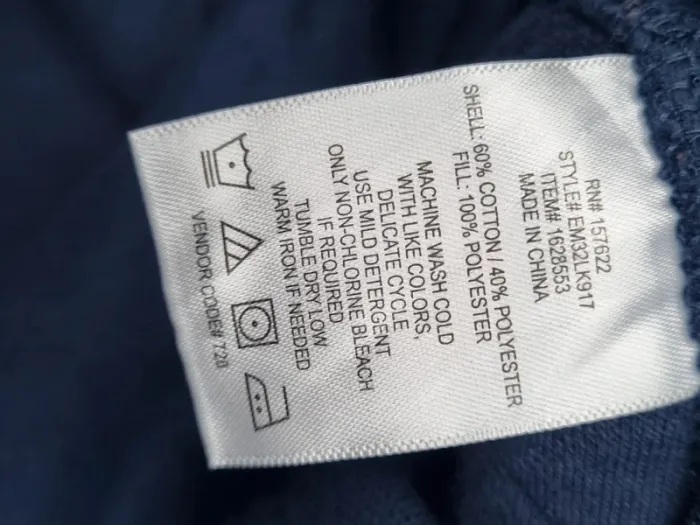 RN# 157622
STYLE# EM32LK917
ITEM# 1628553
MADE IN CHINA
SHELL: 60% COTTON / 40% POLYESTER
FILL: 100% POLYESTER
MACHINE WASH COLD
WITH LIKE COLORS,
DELICATE CYCLE
USE MILD DETERGENT
ONLY NON-CHLORINE BLEACH
IF REQUIRED
TUMBLE DRY LOW
WARM IRON IF NEEDED
VENDOR CODE# 728